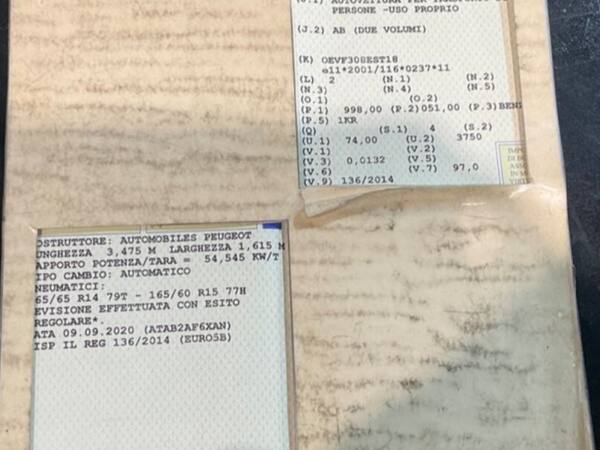 PERSONE -USO PROPRIO
(J.2) AB (DUE VOLUMI)
(K) OEVF308EST18
e11*2001/116*0237*11
(L) 2 (N.1) (N.2)
(N.3) (N.4) (N.5)
(O.1) (O.2)
(P.1) 998,00 (P.2)051,00 (P.3)BEN
(P.5) 1KR
(Q) (S.1) 4 (S.2)
(U.1) 74,00 (U.2) 3750
(V.1) (V.2)
(V.3) 0,0132 (V.5)
(V.6) (V.7) 97,0
(V.9) 136/2014
OSTRUTTORE: AUTOMOBILES PEUGEOT
UNGHEZZA 3,475 M LARGHEZZA 1,615 M
APPORTO POTENZA/TARA = 54,545 KW/T
IPO CAMBIO: AUTOMATICO
NEUMATICI:
65/65 R14 79T - 165/60 R15 77H
EVISIONE EFFETTUATA CON ESITO
REGOLARE*.
ATA 09.09.2020 (ATAB2AF6XAN)
ISP IL REG 136/2014 (EURO5B)